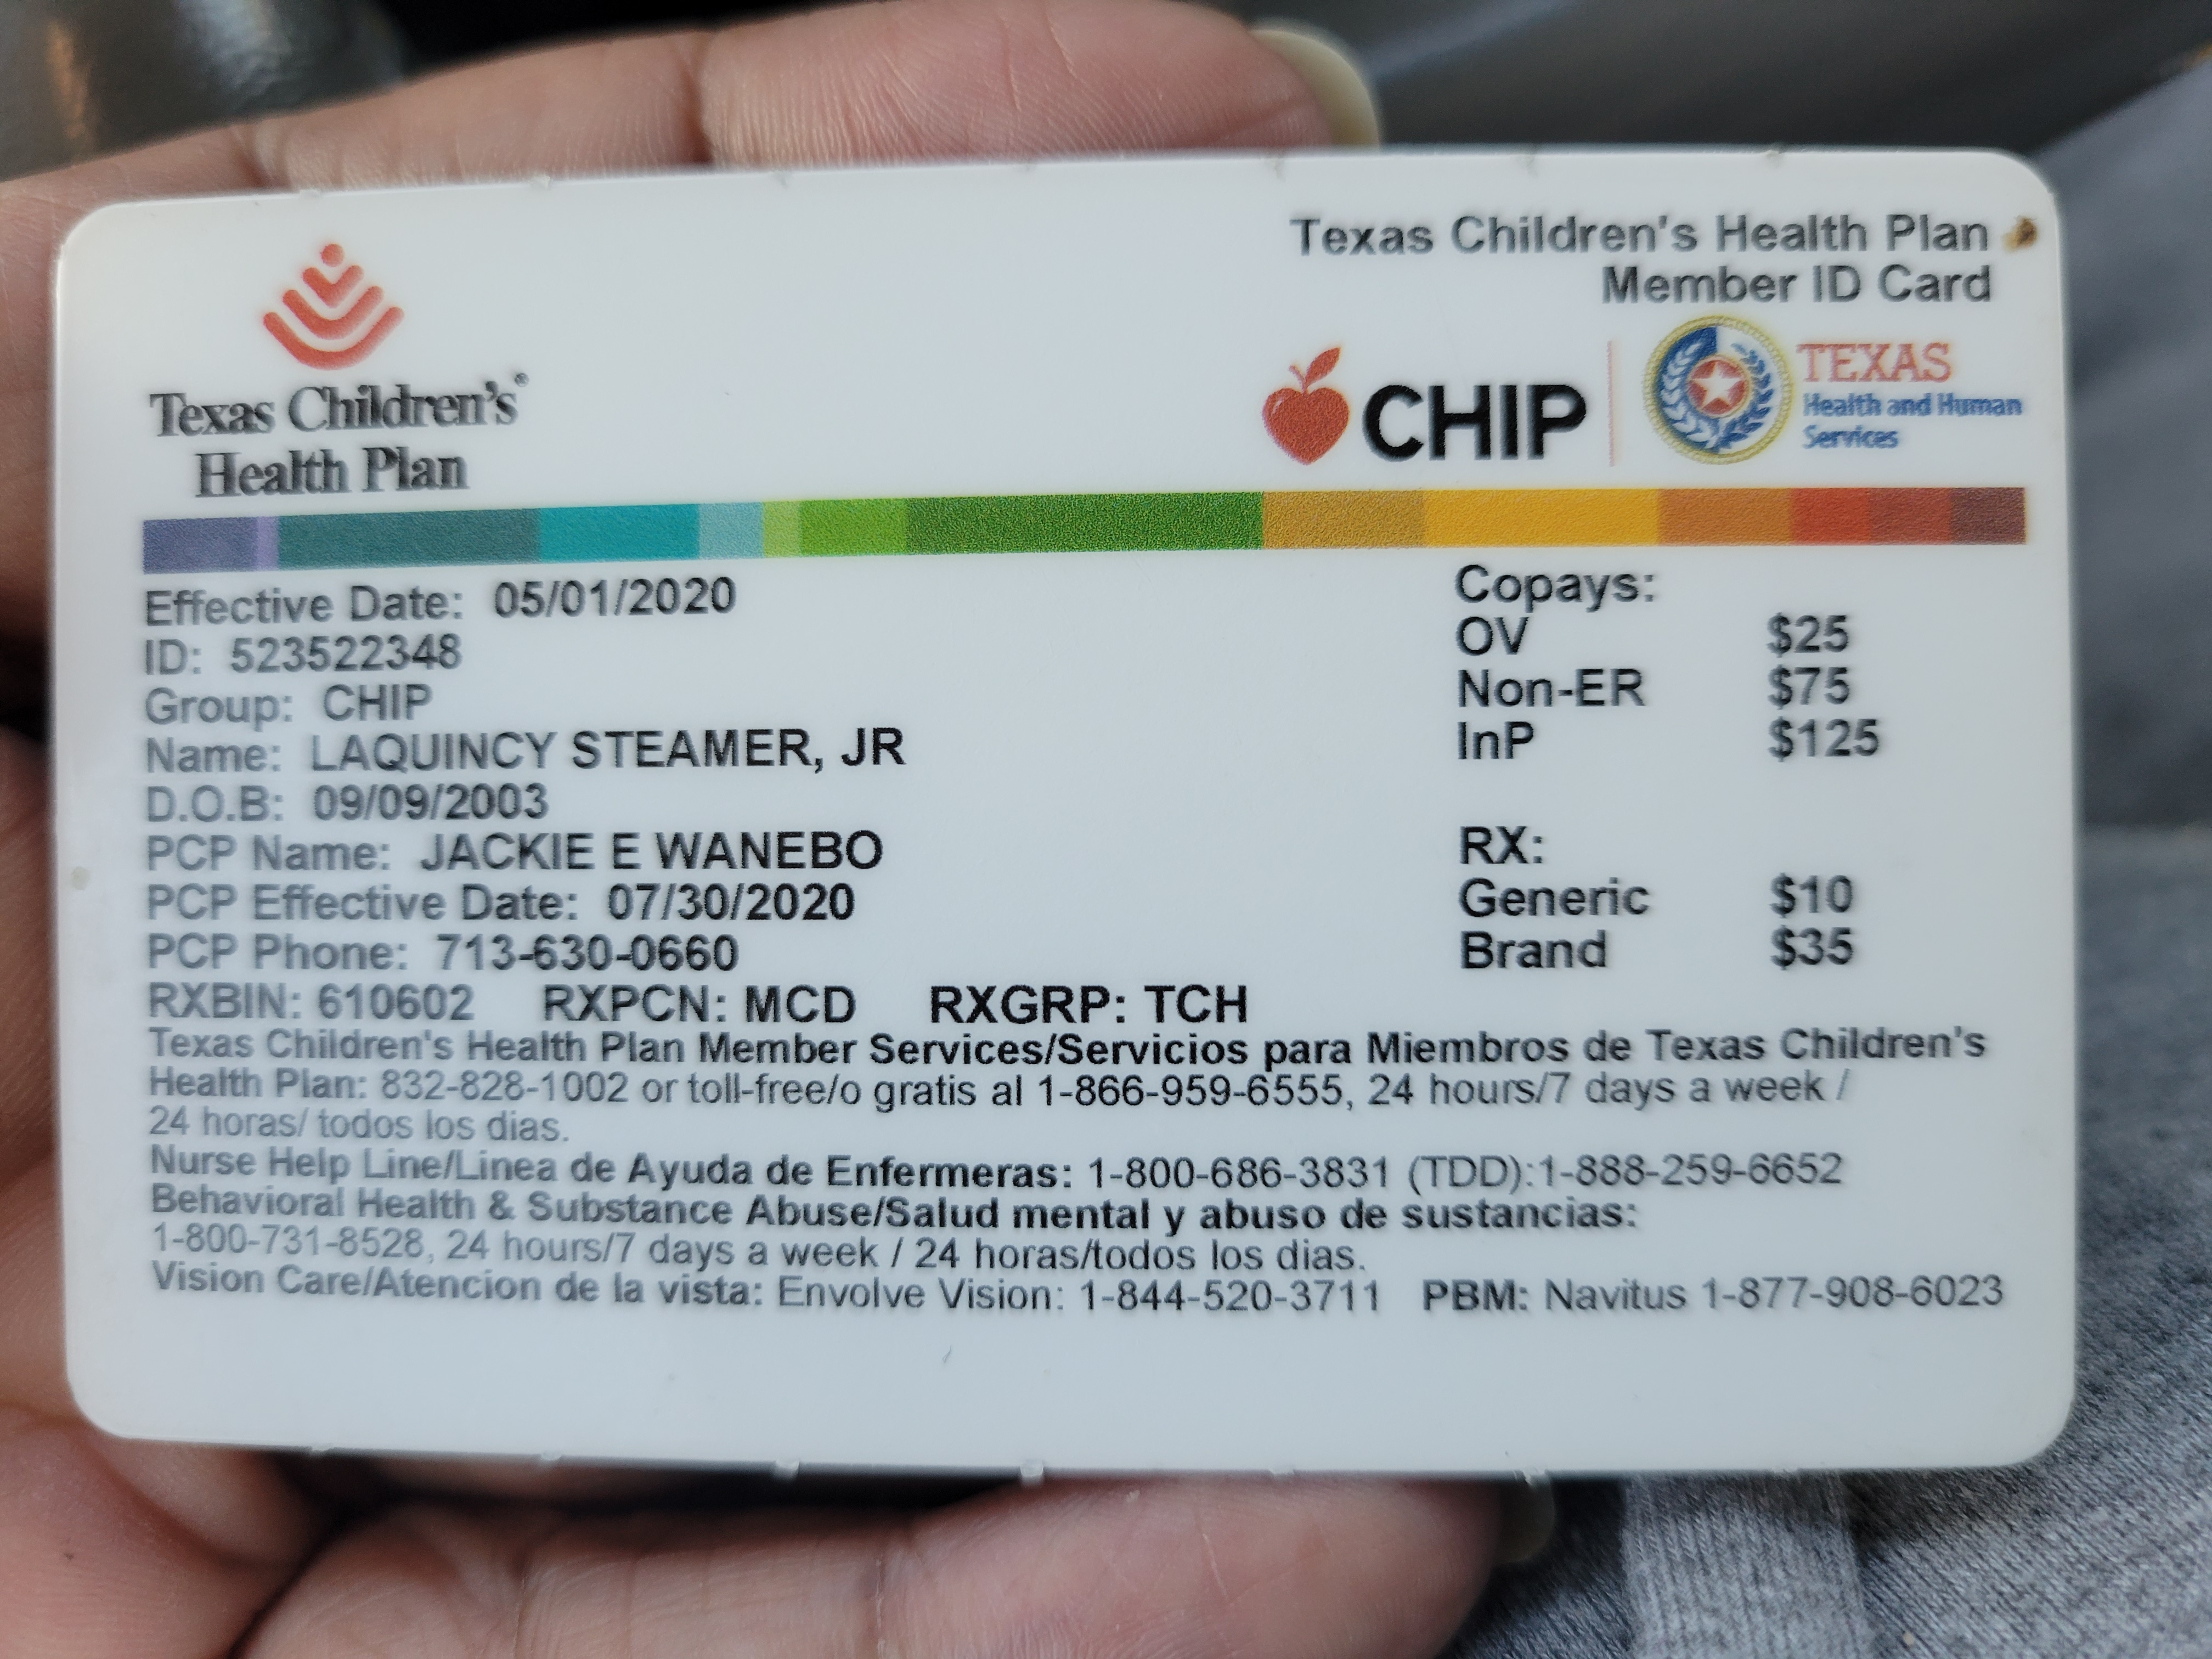 Texas Children's Health Plan
Member ID Card
Texas Children's®
Health Plan
CHIP
TEXAS
Health and Human
Services
Effective Date: 05/01/2020
ID: 523522348
Group: CHIP
Name: LAQUINCY STEAMER, JR
D.O.B: 09/09/2003
PCP Name: JACKIE E WANEBO
PCP Effective Date: 07/30/2020
PCP Phone: 713-630-0660
Copays:
OV $25
Non-ER $75
InP $125
RX:
Generic $10
Brand $35
RXBIN: 610602 RXPCN: MCD RXGRP: TCH
Texas Children's Health Plan Member Services/Servicios para Miembros de Texas Children's
Health Plan: 832-828-1002 or toll-free/o gratis al 1-866-959-6555, 24 hours/7 days a week /
24 horas/ todos los dias.
Nurse Help Line/Linea de Ayuda de Enfermeras: 1-800-686-3831 (TDD):1-888-259-6652
Behavioral Health & Substance Abuse/Salud mental y abuso de sustancias:
1-800-731-8528, 24 hours/7 days a week / 24 horas/todos los dias.
Vision Care/Atencion de la vista: Envolve Vision: 1-844-520-3711 PBM: Navitus 1-877-908-6023